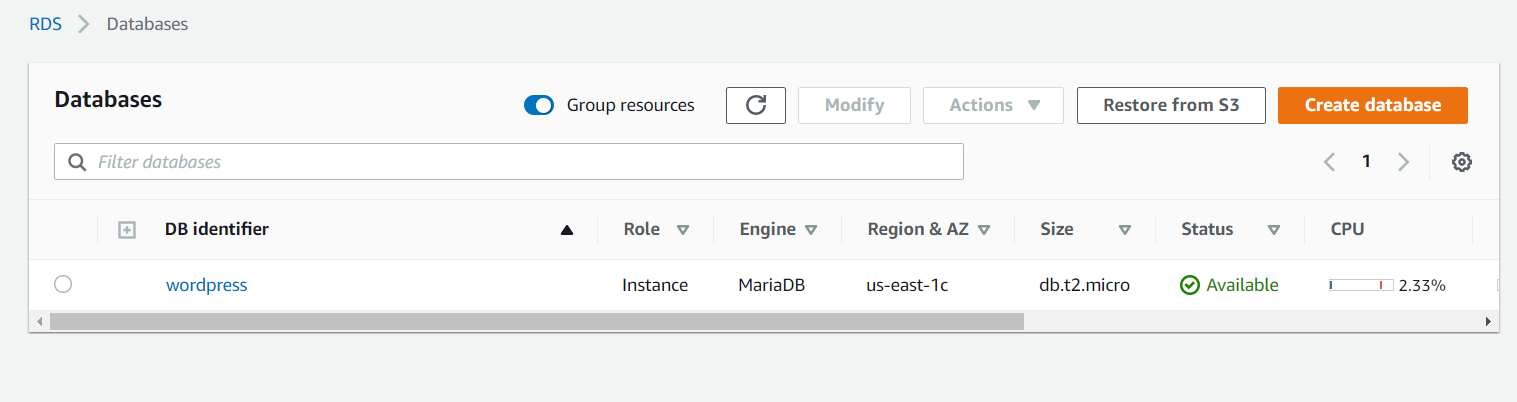 RDS > Databases
Databases
Group resources
Modify
Actions
Restore from S3
Create database
Filter databases
1
DB identifier Role Engine Region & AZ Size Status CPU
wordpress Instance MariaDB us-east-1c db.t2.micro Available 2.33%